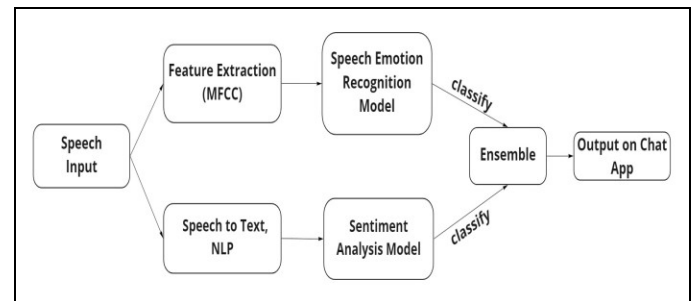 Speech
Input
Feature Extraction
(MFCC)
Speech Emotion
Recognition
Model
classify
Speech to Text,
NLP
Sentiment
Analysis Model
classify
Ensemble
Output on Chat
App